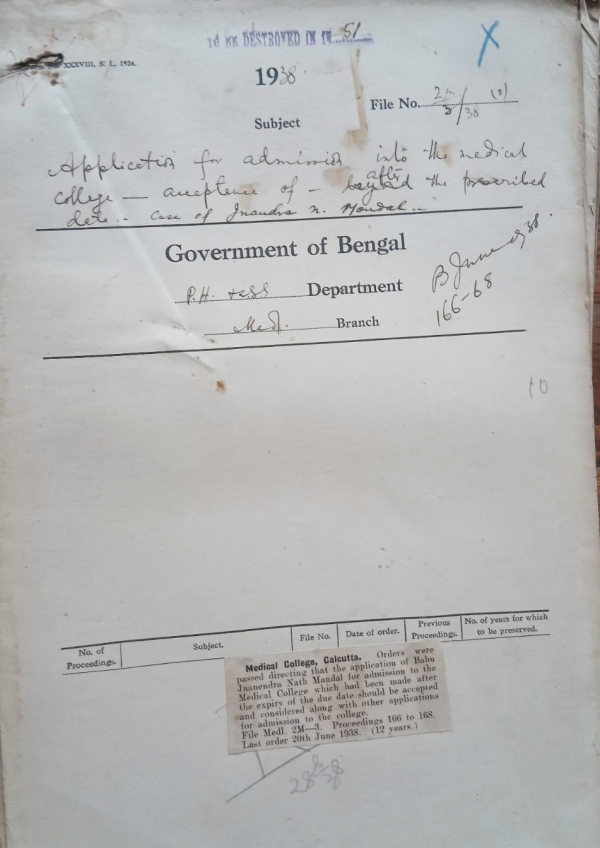 TO BE DESTROYED IN 51
XXXVIII, S. L., 1924.
1938.
File No. 2M/3/38 (1)
Subject
Application for admission into the medical
after
college — acceptance of — beyond the prescribed
date — case of Jnandra N. Mondal —
Government of Bengal
P.H. & LSG Department
Medl. Branch
B June 38.
166-68
10
No. of Proceedings.
Subject.
File No.
Date of order.
Previous Proceedings.
No. of years for which to be preserved.
Medical College, Calcutta. Orders were
passed directing that the application of Babu
Jnanendra Nath Mandal for admission to the
Medical College which had been made after
the expiry of the due date should be accepted
and considered along with other applications
for admission to the college.
File Medl. 2M—3. Proceedings 166 to 168.
Last order 20th June 1938. (12 years.)